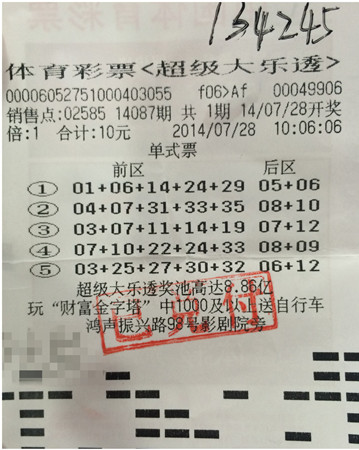 134245
体育彩票<超级大乐透>
00006052751000403055 f06>Af 00049906
销售点:02585 14087期 共 1期 14/07/28开奖
倍:1 合计:10元 2014/07/28 10:06:06
单式票
前区 后区
① 01+06+14+24+29 05+06
② 04+07+31+33+35 08+10
③ 03+07+11+14+19 07+12
④ 07+10+22+24+33 08+09
⑤ 03+25+27+30+32 06+12
超级大乐透奖池高达8.86亿
玩“财富金字塔”中1000及以上送自行车
鸿声振兴路98号影剧院旁
已兑付